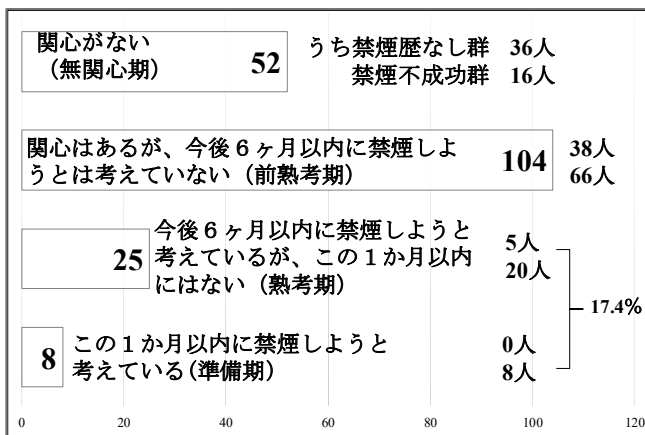 関心がない
(無関心期)
52
うち禁煙歴なし群 36人
禁煙不成功群 16人
関心はあるが、今後６ヶ月以内に禁煙しよ
うとは考えていない（前熟考期）
104
38人
66人
25
今後６ヶ月以内に禁煙しようと
考えているが、この１か月以内
にはない（熟考期）
5人
20人
17.4%
8
この１か月以内に禁煙しようと
考えている(準備期）
0人
8人
0 20 40 60 80 100 120